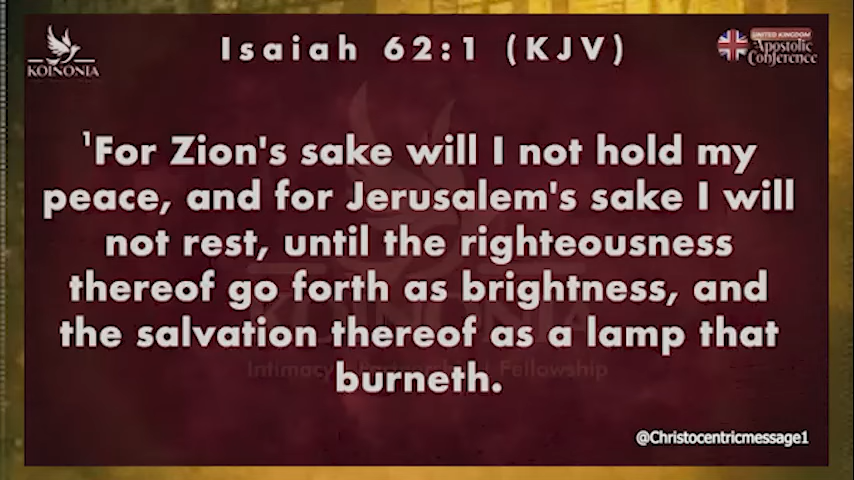 Isaiah 62:1 (KJV)
KOINONIA
UNITED KINGDOM
Apostolic
Conference
¹For Zion's sake will I not hold my
peace, and for Jerusalem's sake I will
not rest, until the righteousness
thereof go forth as brightness, and
the salvation thereof as a lamp that
burneth.
Intimacy Fellowship
@Christocentricmessage1